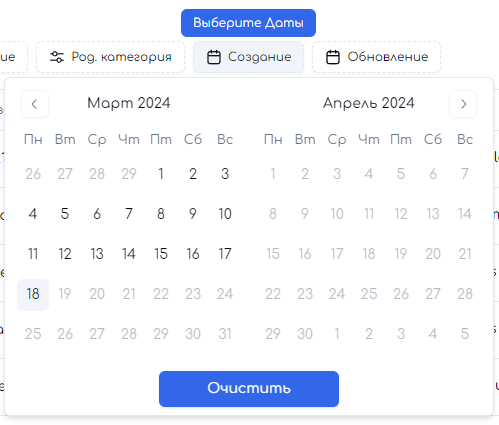 Выберите Даты
ие Род. категория Создание Обновление
Март 2024 Апрель 2024
Пн Вт Ср Чт Пт Сб Вс Пн Вт Ср Чт Пт Сб Вс
26 27 28 29 1 2 3 1 2 3 4 5 6 7
4 5 6 7 8 9 10 8 9 10 11 12 13 14
11 12 13 14 15 16 17 15 16 17 18 19 20 21
18 19 20 21 22 23 24 22 23 24 25 26 27 28
25 26 27 28 29 30 31 29 30 1 2 3 4 5
Очистить